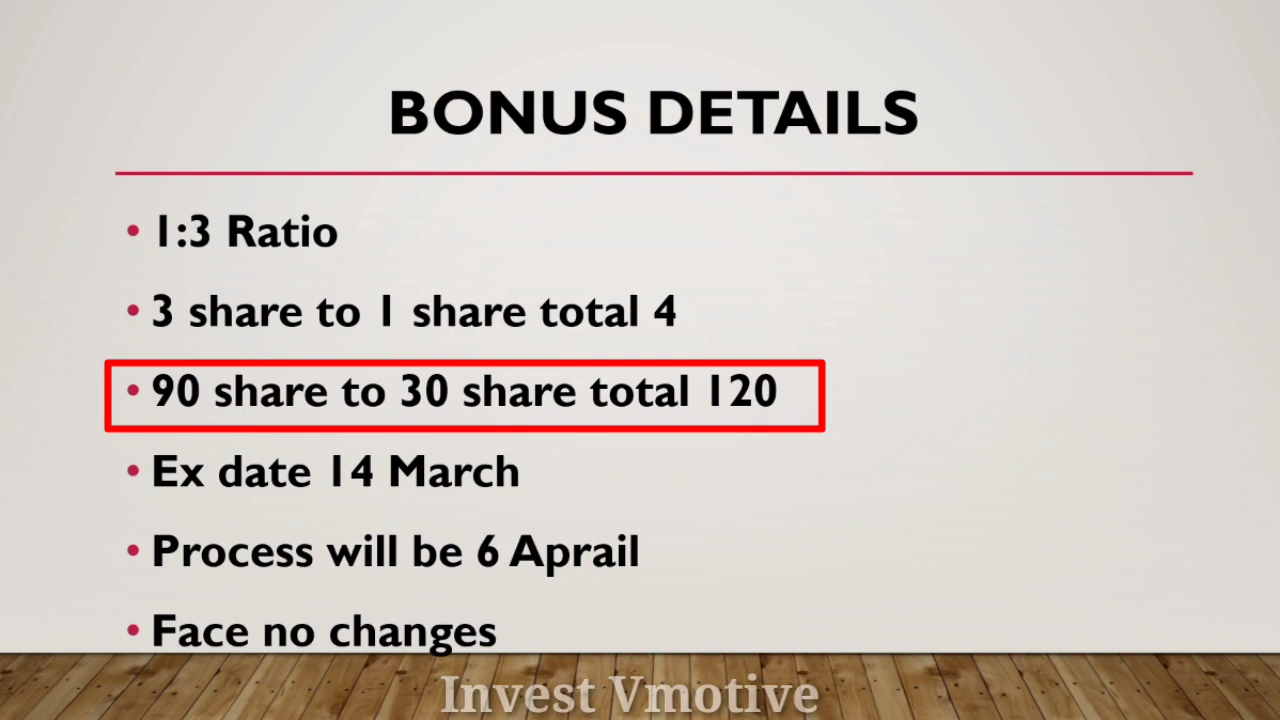 BONUS DETAILS
• 1:3 Ratio
• 3 share to 1 share total 4
• 90 share to 30 share total 120
• Ex date 14 March
• Process will be 6 Aprail
• Face no changes
Invest Vmotive